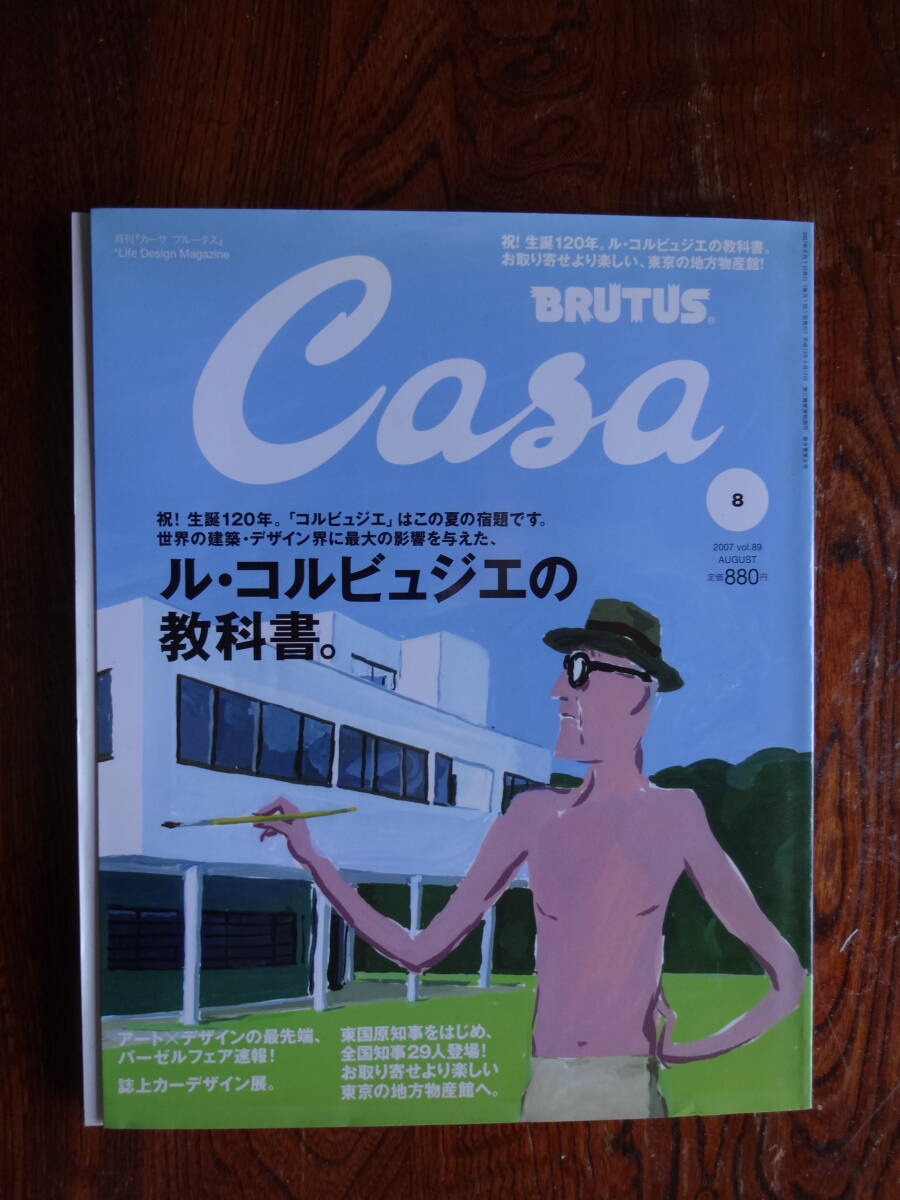 月刊『カーサ ブルータス』
*Life Design Magazine
祝! 生誕120年。ル・コルビュジエの教科書。
お取り寄せより楽しい、東京の地方物産館!
BRUTUS®
Casa
8
2007 vol.89
AUGUST
定価880円
祝! 生誕120年。「コルビュジエ」はこの夏の宿題です。
世界の建築・デザイン界に最大の影響を与えた、
ル・コルビュジエの
教科書。
アート×デザインの最先端、
バーゼルフェア速報!
誌上カーデザイン展。
東国原知事をはじめ、
全国知事29人登場!
お取り寄せより楽しい
東京の地方物産館へ。